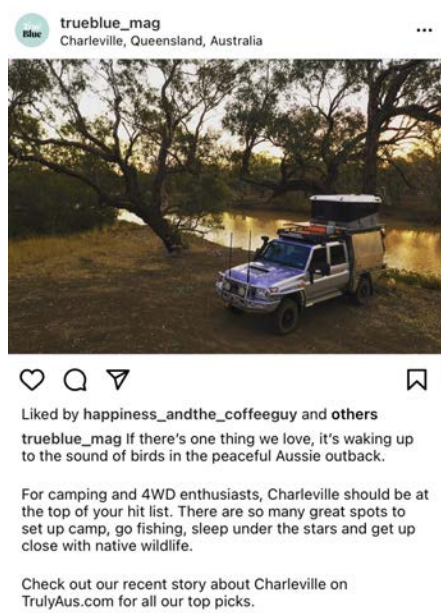 True
Blue
trueblue_mag
Charleville, Queensland, Australia
Liked by happiness_andthe_coffeeguy and others
trueblue_mag If there's one thing we love, it's waking up
to the sound of birds in the peaceful Aussie outback.
For camping and 4WD enthusiasts, Charleville should be at
the top of your hit list. There are so many great spots to
set up camp, go fishing, sleep under the stars and get up
close with native wildlife.
Check out our recent story about Charleville on
TrulyAus.com for all our top picks.